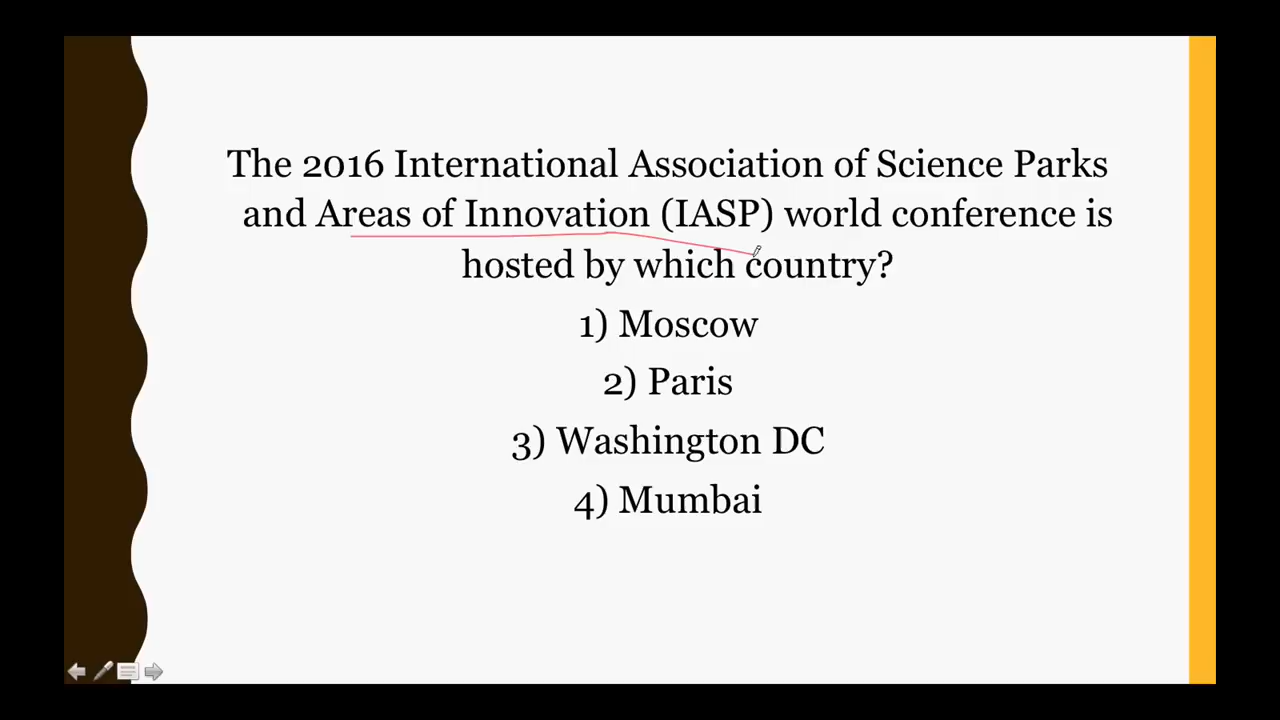 The 2016 International Association of Science Parks
and Areas of Innovation (IASP) world conference is
hosted by which country?
1) Moscow
2) Paris
3) Washington DC
4) Mumbai